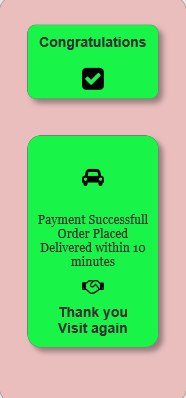 Congratulations
Payment Successfull
Order Placed
Delivered within 10
minutes
Thank you
Visit again